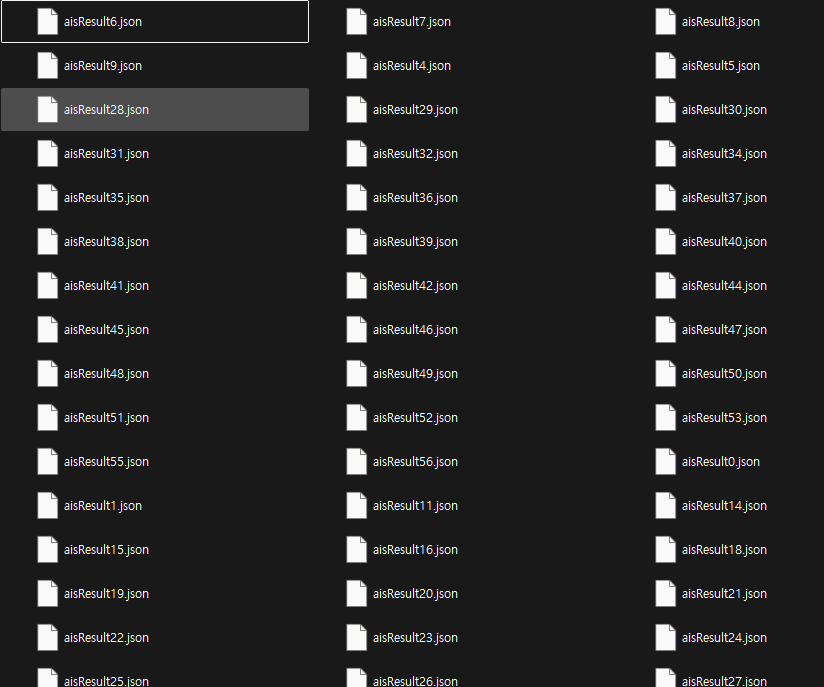 aisResult6.json aisResult7.json aisResult8.json
aisResult9.json aisResult4.json aisResult5.json
aisResult28.json aisResult29.json aisResult30.json
aisResult31.json aisResult32.json aisResult34.json
aisResult35.json aisResult36.json aisResult37.json
aisResult38.json aisResult39.json aisResult40.json
aisResult41.json aisResult42.json aisResult44.json
aisResult45.json aisResult46.json aisResult47.json
aisResult48.json aisResult49.json aisResult50.json
aisResult51.json aisResult52.json aisResult53.json
aisResult55.json aisResult56.json aisResult0.json
aisResult1.json aisResult11.json aisResult14.json
aisResult15.json aisResult16.json aisResult18.json
aisResult19.json aisResult20.json aisResult21.json
aisResult22.json aisResult23.json aisResult24.json
aisResult25.json aisResult26.json aisResult27.json